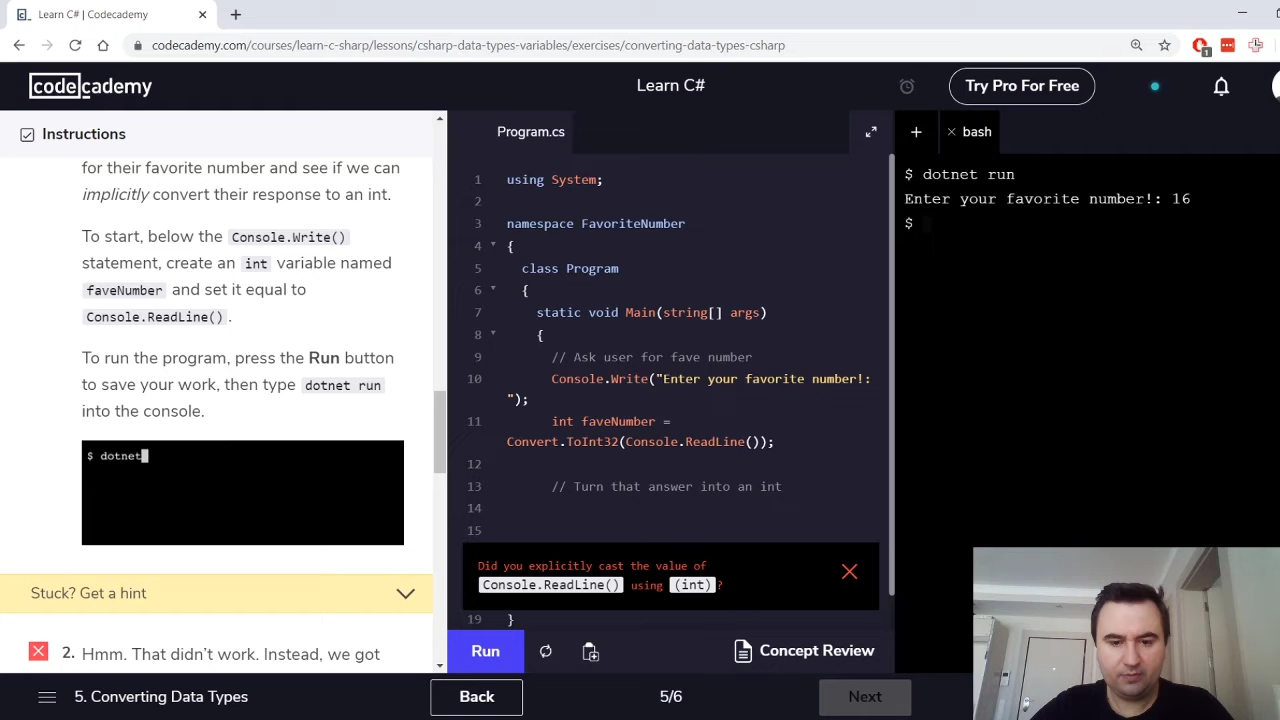 Learn C# | Codecademy
codecademy.com/courses/learn-c-sharp/lessons/csharp-data-types-variables/exercises/converting-data-types-csharp
1
codecademy
Learn C#
Try Pro For Free
Instructions
for their favorite number and see if we can
implicitly convert their response to an int.
To start, below the Console.Write()
statement, create an int variable named
faveNumber and set it equal to
Console.ReadLine().
To run the program, press the Run button
to save your work, then type dotnet run
into the console.
$ dotnet
Stuck? Get a hint
2. Hmm. That didn't work. Instead, we got
Program.cs
1 using System;
2
3 namespace FavoriteNumber
4 {
5 class Program
6 {
7 static void Main(string[] args)
8 {
9 // Ask user for fave number
10 Console.Write("Enter your favorite number!:
");
11 int faveNumber =
Convert.ToInt32(Console.ReadLine());
12
13 // Turn that answer into an int
14
15
Did you explicitly cast the value of
Console.ReadLine() using (int)?
19 }
Run
Concept Review
bash
$ dotnet run
Enter your favorite number!: 16
$
5. Converting Data Types
Back
5/6
Next